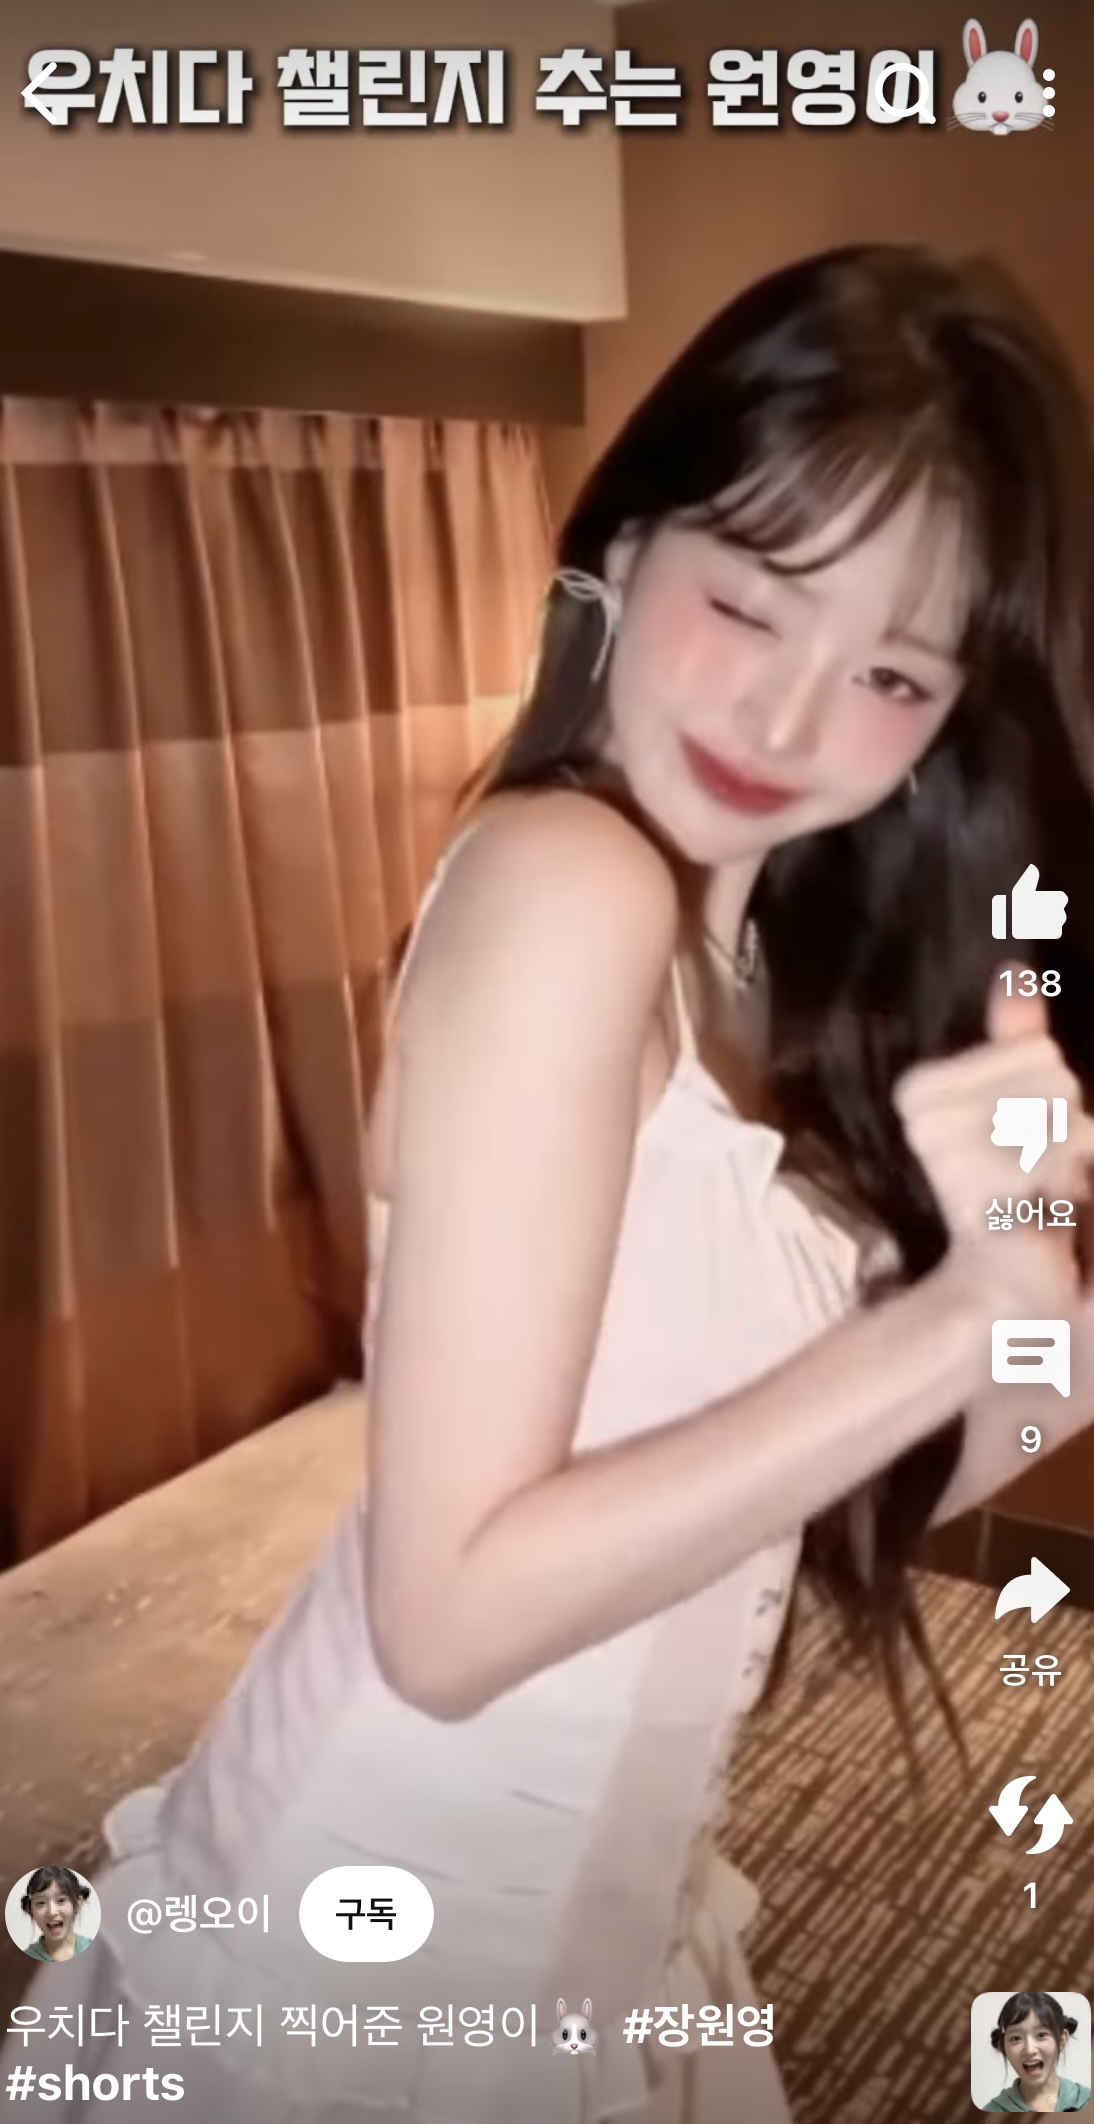 우치다 챌린지 추는 원영이🐰
138
싫어요
9
공유
1
@렝오이
구독
우치다 챌린지 찍어준 원영이🐰 #장원영
#shorts